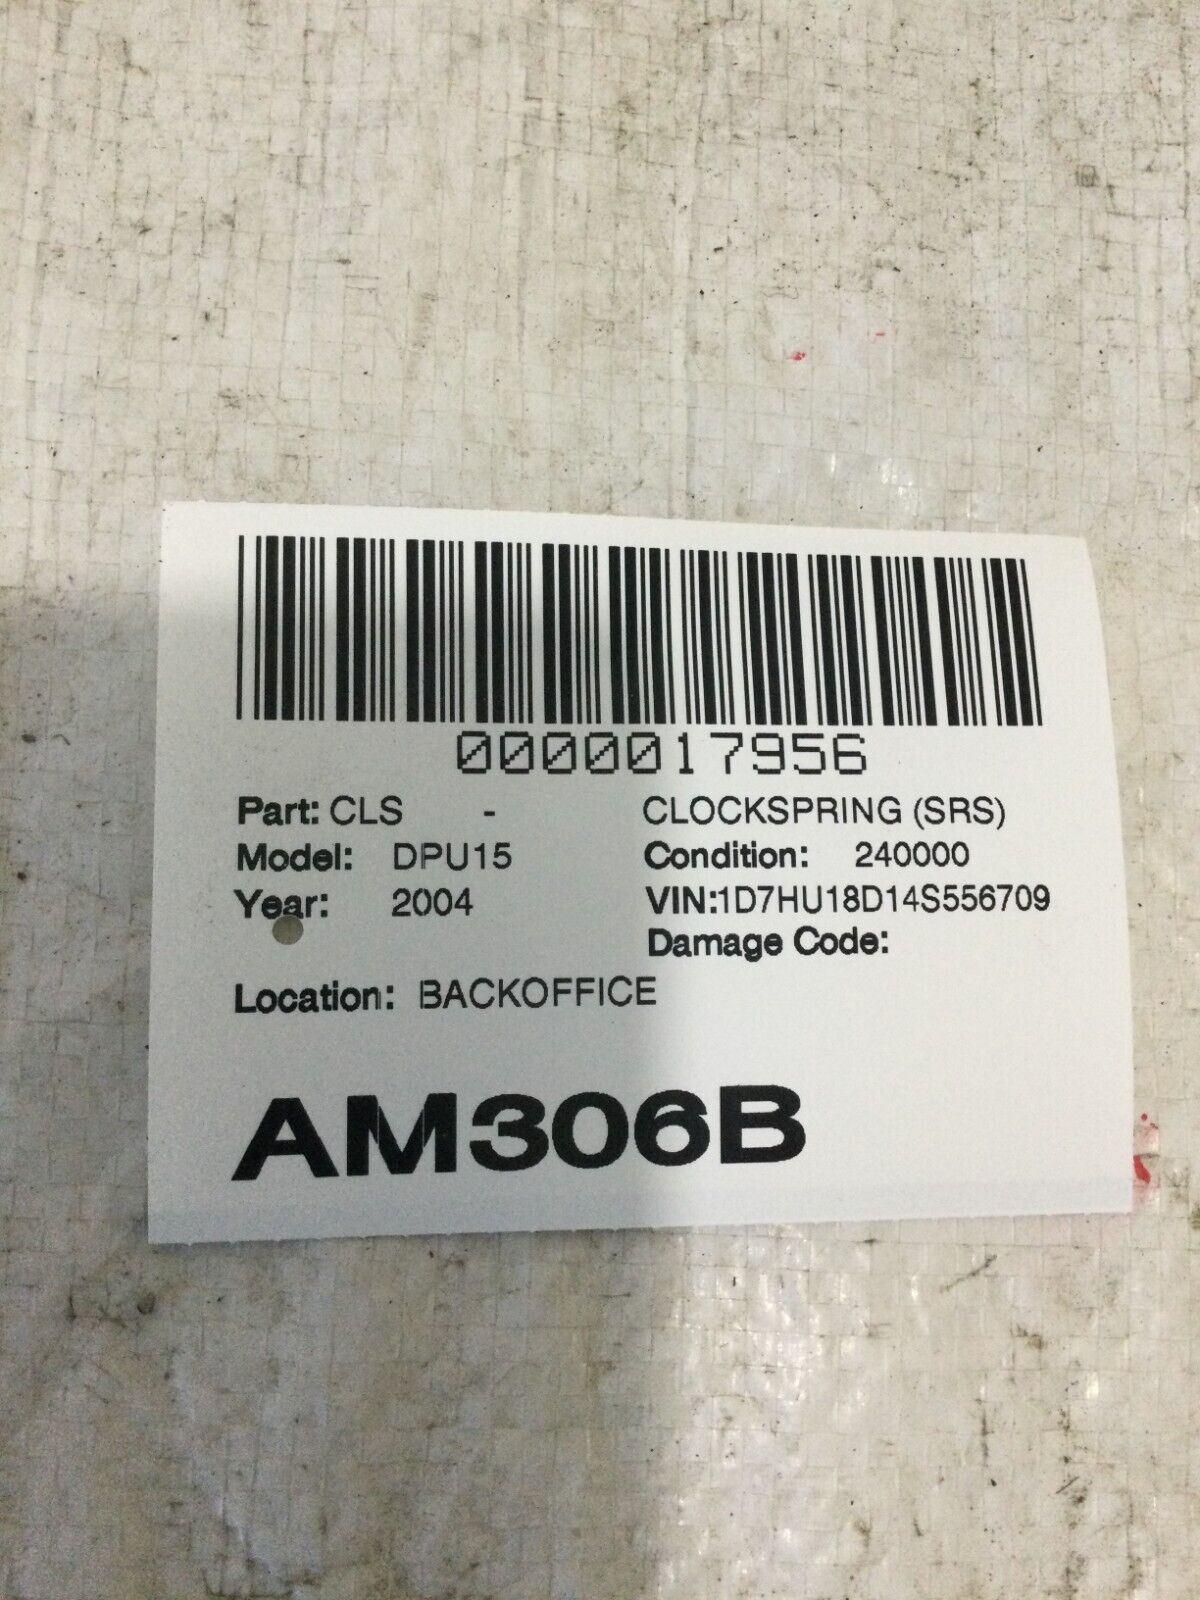 0000017956
Part: CLS - CLOCKSPRING (SRS)
Model: DPU15 Condition: 240000
Year: 2004 VIN:1D7HU18D14S556709
Damage Code:
Location: BACKOFFICE
AM306B